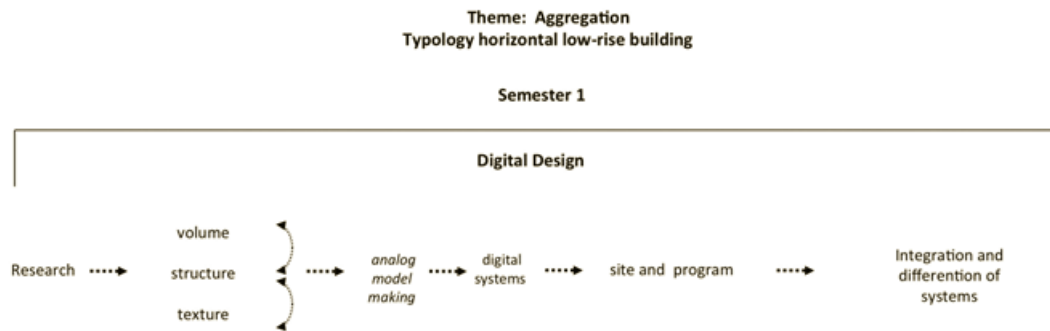 Theme: Aggregation
Typology horizontal low-rise building
Semester 1
Digital Design
Research
volume
structure
texture
analog
model
making
digital
systems
site and program
Integration and
differention of
systems